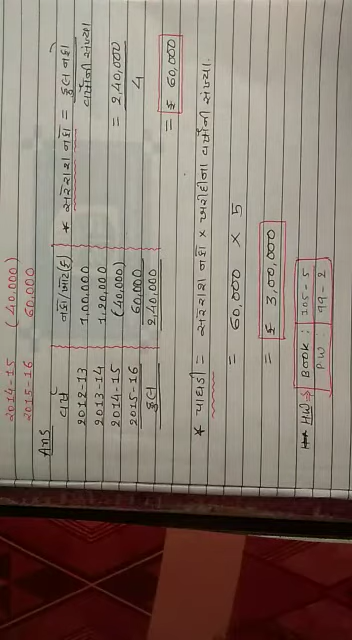 2014-15 (40,000)
2015-16 60,000
Ans
વર્ષ નફો/ખોટ(₹)
2012-13 1,00,000
2013-14 1,20,000
2014-15 (40,000)
2015-16 60,000
કુલ 2,40,000
* સરેરાશ નફો = કુલ નફો
વર્ષોની સંખ્યા
= 2,40,000
4
= ₹ 60,000
* પાઘડી = સરેરાશ નફો × ખરીદીના વર્ષોની સંખ્યા.
= 60,000 × 5
= ₹ 3,00,000
** HW ⇒ BOOK : 105-5
P.W. 99-2